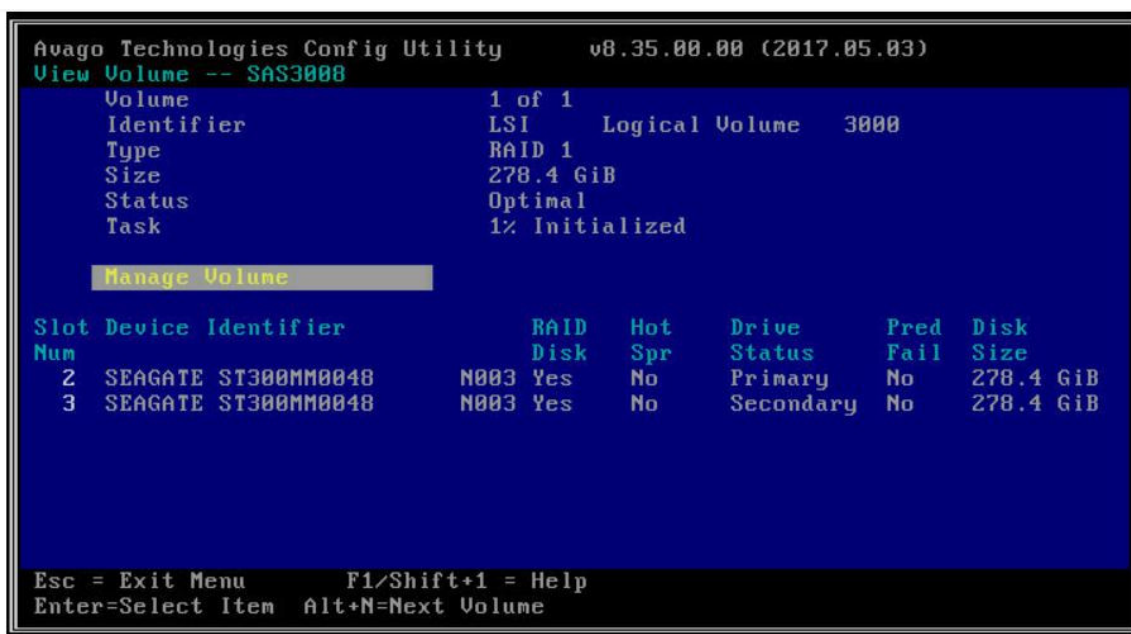 Avago Technologies Config Utility v8.35.00.00 (2017.05.03)
View Volume -- SAS3008
Volume 1 of 1
Identifier LSI Logical Volume 3000
Type RAID 1
Size 278.4 GiB
Status Optimal
Task 1% Initialized
Manage Volume
Slot Device Identifier RAID Hot Drive Pred Disk
Num Disk Spr Status Fail Size
2 SEAGATE ST300MM0048 N003 Yes No Primary No 278.4 GiB
3 SEAGATE ST300MM0048 N003 Yes No Secondary No 278.4 GiB
Esc = Exit Menu F1/Shift+1 = Help
Enter=Select Item Alt+N=Next Volume